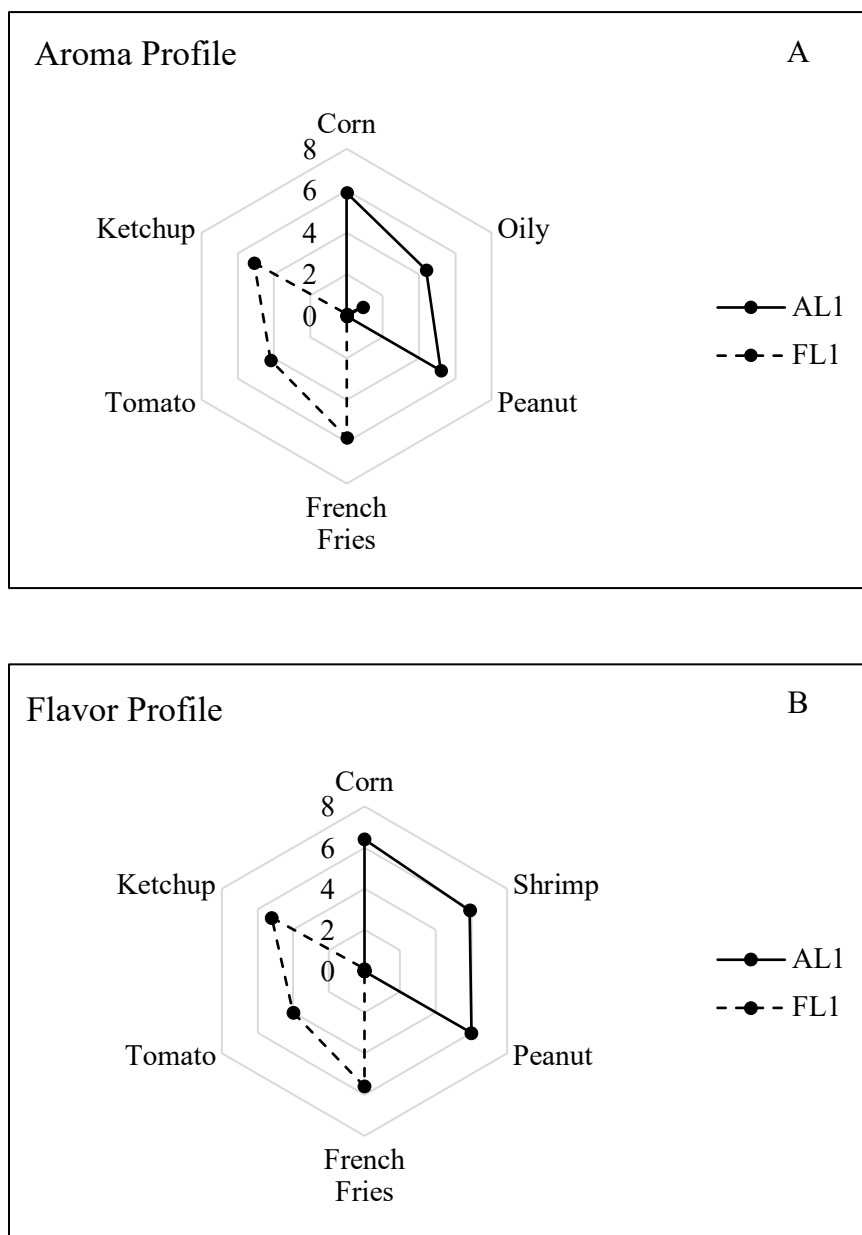 Aroma Profile
A
Corn
8
6
4
2
0
Ketchup
Oily
Tomato
Peanut
French
Fries
AL1
FL1
Flavor Profile
B
Corn
8
6
4
2
0
Ketchup
Shrimp
Tomato
Peanut
French
Fries
AL1
FL1